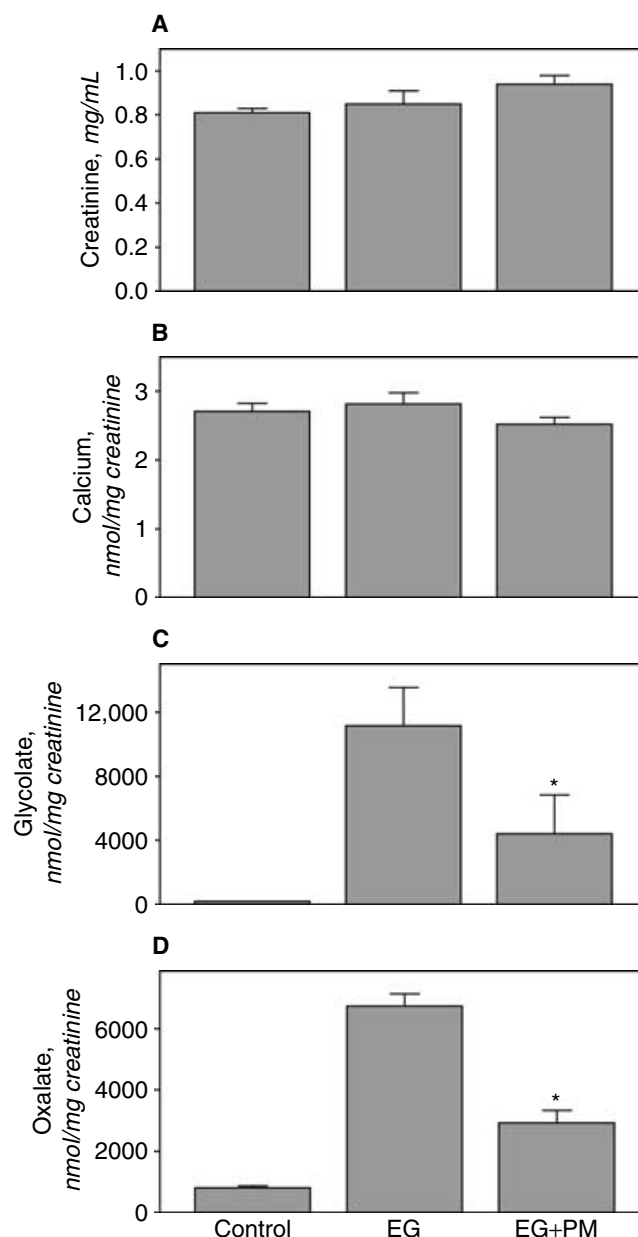 A
Creatinine, mg/mL
1.0
0.8
0.6
0.4
0.2
0.0
B
Calcium,
nmol/mg creatinine
3
2
1
0
C
Glycolate,
nmol/mg creatinine
12,000
8000
4000
0
*
D
Oxalate,
nmol/mg creatinine
6000
4000
2000
0
*
Control EG EG+PM